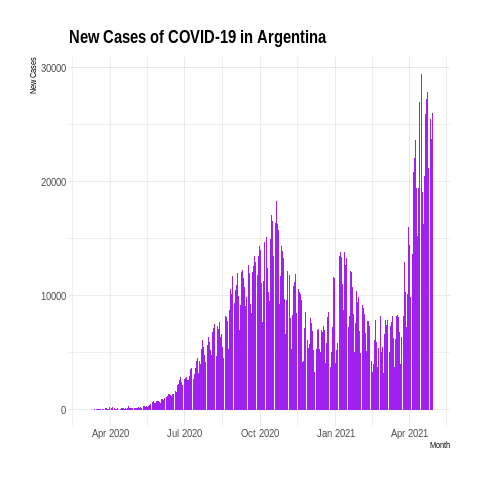 New Cases of COVID-19 in Argentina
New Cases
30000
20000
10000
0
Apr 2020 Jul 2020 Oct 2020 Jan 2021 Apr 2021
Month